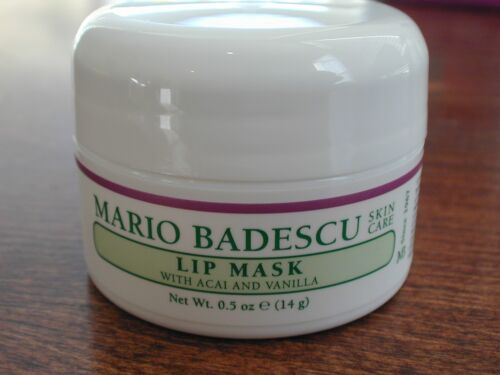 MARIO BADESCU SKIN CARE
LIP MASK
WITH ACAI AND VANILLA
Net Wt. 0.5 oz e (14 g)